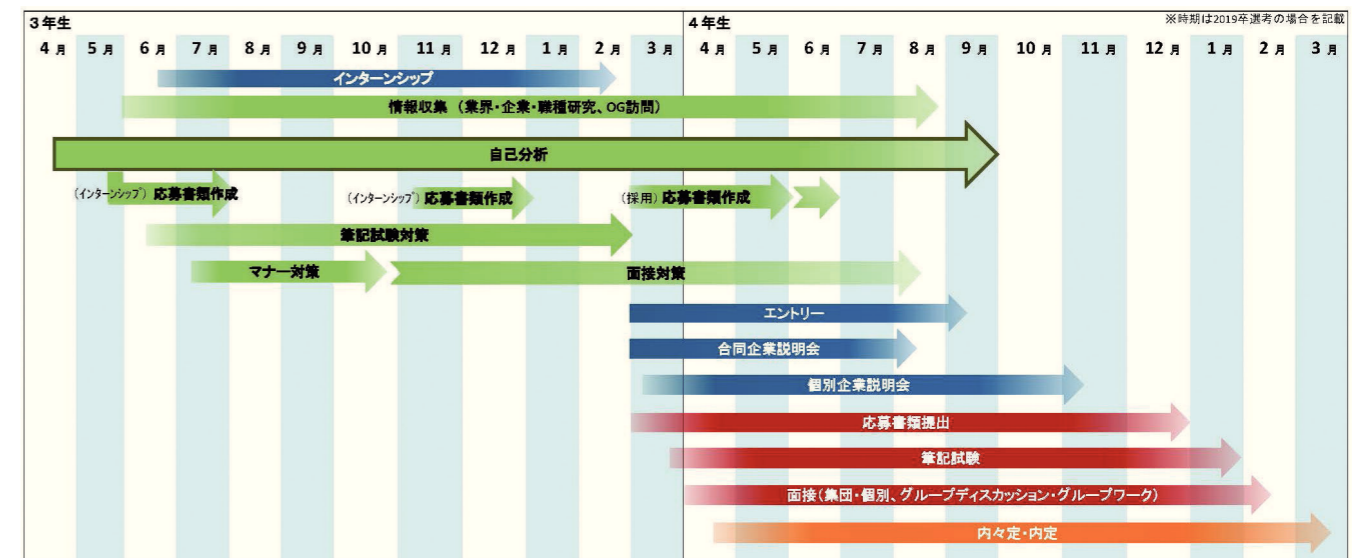 3年生
4年生
※時期は2019卒選考の場合を記載
4月 5月 6月 7月 8月 9月 10月 11月 12月 1月 2月 3月 4月 5月 6月 7月 8月 9月 10月 11月 12月 1月 2月 3月
インターンシップ
情報収集（業界・企業・職種研究、OG訪問）
自己分析
（インターンシップ）応募書類作成
（インターンシップ）応募書類作成
（採用）応募書類作成
筆記試験対策
マナー対策
面接対策
エントリー
合同企業説明会
個別企業説明会
応募書類提出
筆記試験
面接（集団・個別、グループディスカッション・グループワーク）
内々定・内定